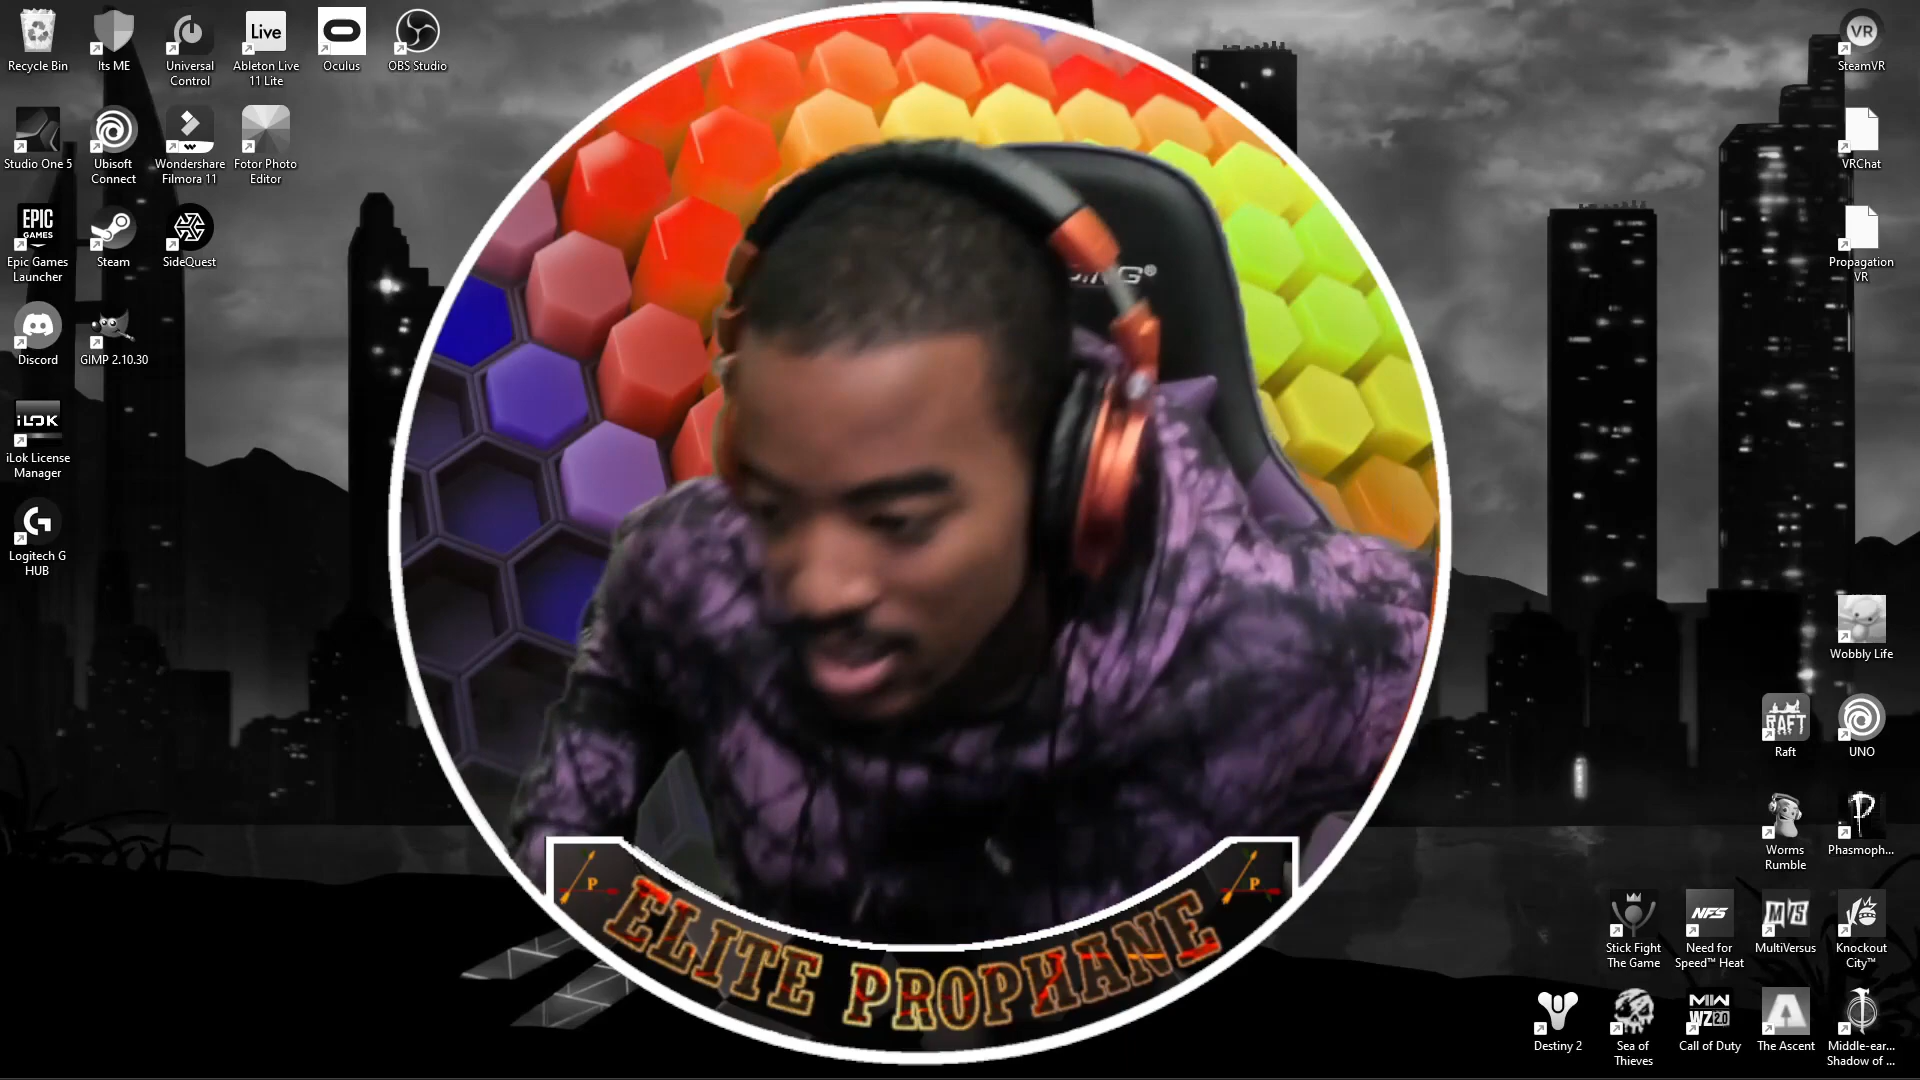 Recycle Bin
Its ME
Universal
Control
Live
Ableton Live
11 Lite
Oculus
OBS Studio
Studio One 5
Ubisoft
Connect
Wondershare
Filmora 11
Fotor Photo
Editor
EPIC
GAMES
Epic Games
Launcher
Steam
SideQuest
Discord
GIMP 2.10.30
iLOK
iLok License
Manager
G
Logitech G
HUB
ELITE PROPHANE
P
P
VR
SteamVR
VRChat
Propagation
VR
Wobbly Life
RAFT
Raft
UNO
Worms
Rumble
P
Phasmoph...
Stick Fight
The Game
NFS
Need for
Speed™ Heat
M/S
MultiVersus
Knockout
City™
Destiny 2
Sea of
Thieves
MW
WZ 2.0
Call of Duty
The Ascent
Middle-ear...
Shadow of ...